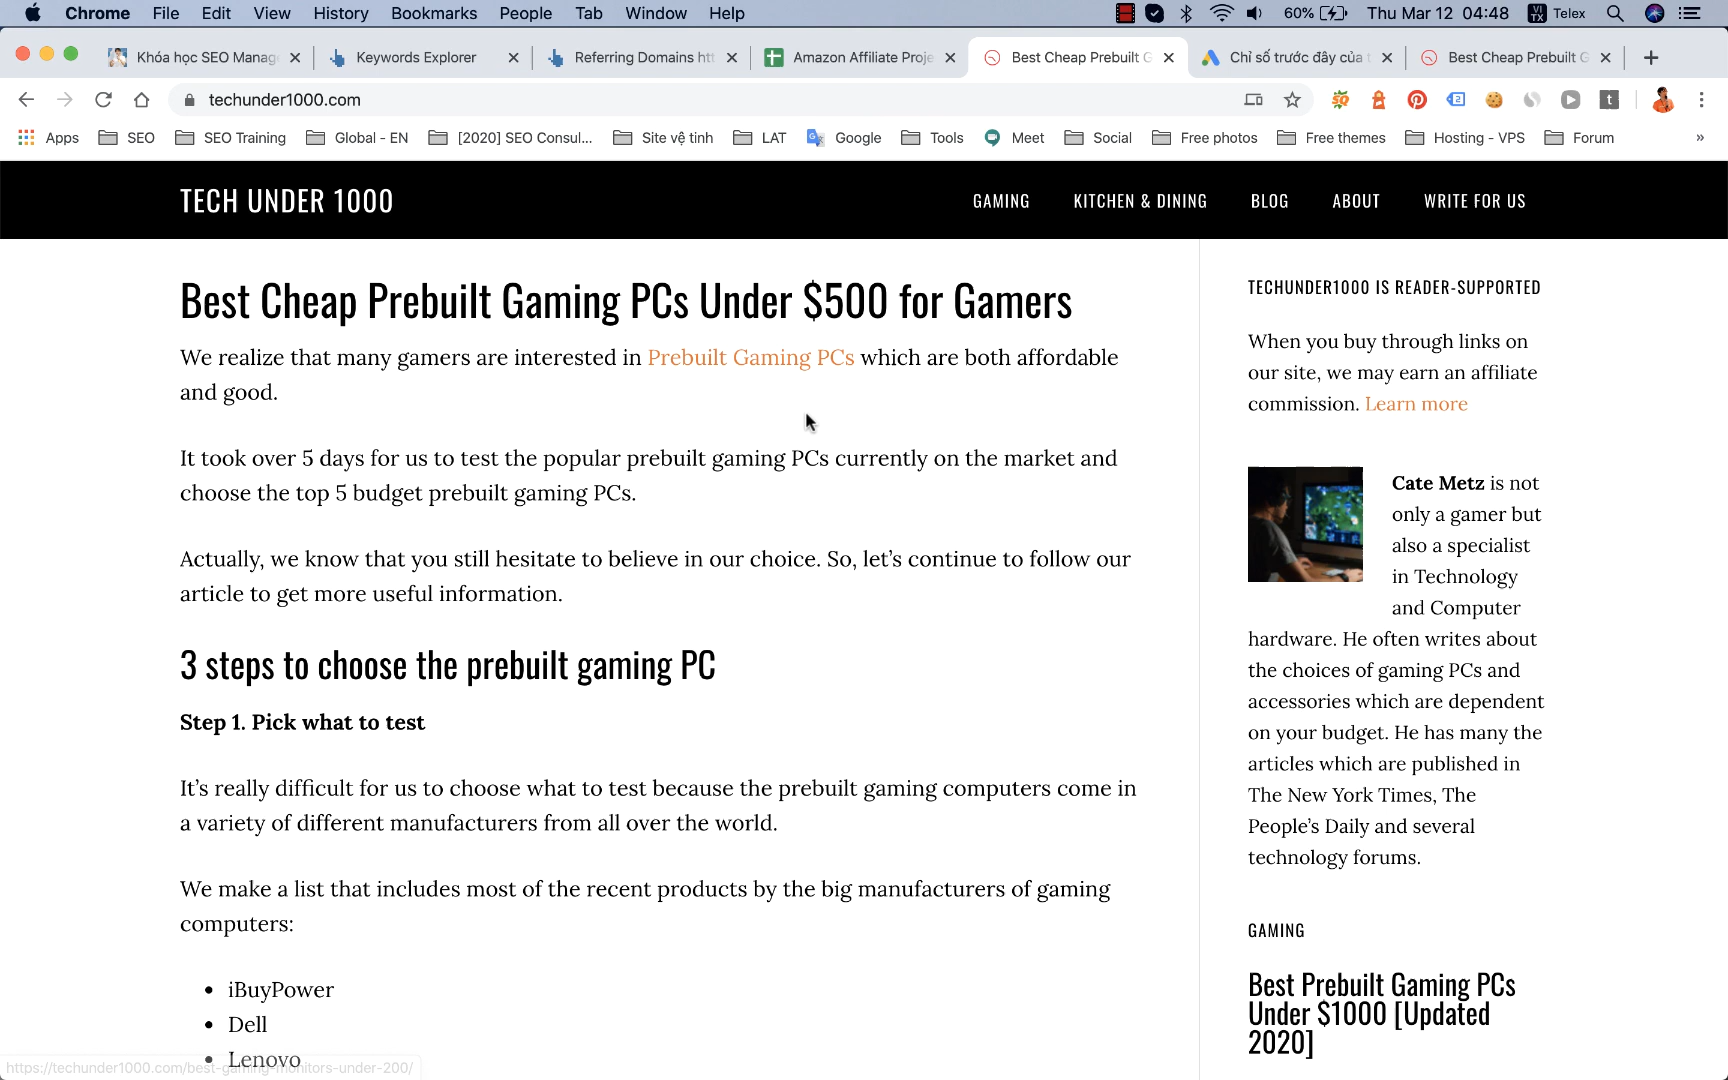 Chrome File Edit View History Bookmarks People Tab Window Help 60% Thu Mar 12 04:48 VI TX Telex
Khóa học SEO Manag Keywords Explorer Referring Domains htt Amazon Affiliate Proje Best Cheap Prebuilt G Chỉ số trước đây của t Best Cheap Prebuilt G
techunder1000.com
Apps SEO SEO Training Global - EN [2020] SEO Consul... Site vệ tinh LAT Google Tools Meet Social Free photos Free themes Hosting - VPS Forum »
TECH UNDER 1000 GAMING KITCHEN & DINING BLOG ABOUT WRITE FOR US
Best Cheap Prebuilt Gaming PCs Under $500 for Gamers
We realize that many gamers are interested in Prebuilt Gaming PCs which are both affordable
and good.
It took over 5 days for us to test the popular prebuilt gaming PCs currently on the market and
choose the top 5 budget prebuilt gaming PCs.
Actually, we know that you still hesitate to believe in our choice. So, let’s continue to follow our
article to get more useful information.
3 steps to choose the prebuilt gaming PC
Step 1. Pick what to test
It’s really difficult for us to choose what to test because the prebuilt gaming computers come in
a variety of different manufacturers from all over the world.
We make a list that includes most of the recent products by the big manufacturers of gaming
computers:
• iBuyPower
• Dell
• Lenovo
https://techunder1000.com/best-gaming-monitors-under-200/
TECHUNDER1000 IS READER-SUPPORTED
When you buy through links on
our site, we may earn an affiliate
commission. Learn more
Cate Metz is not
only a gamer but
also a specialist
in Technology
and Computer
hardware. He often writes about
the choices of gaming PCs and
accessories which are dependent
on your budget. He has many the
articles which are published in
The New York Times, The
People’s Daily and several
technology forums.
GAMING
Best Prebuilt Gaming PCs
Under $1000 [Updated
2020]